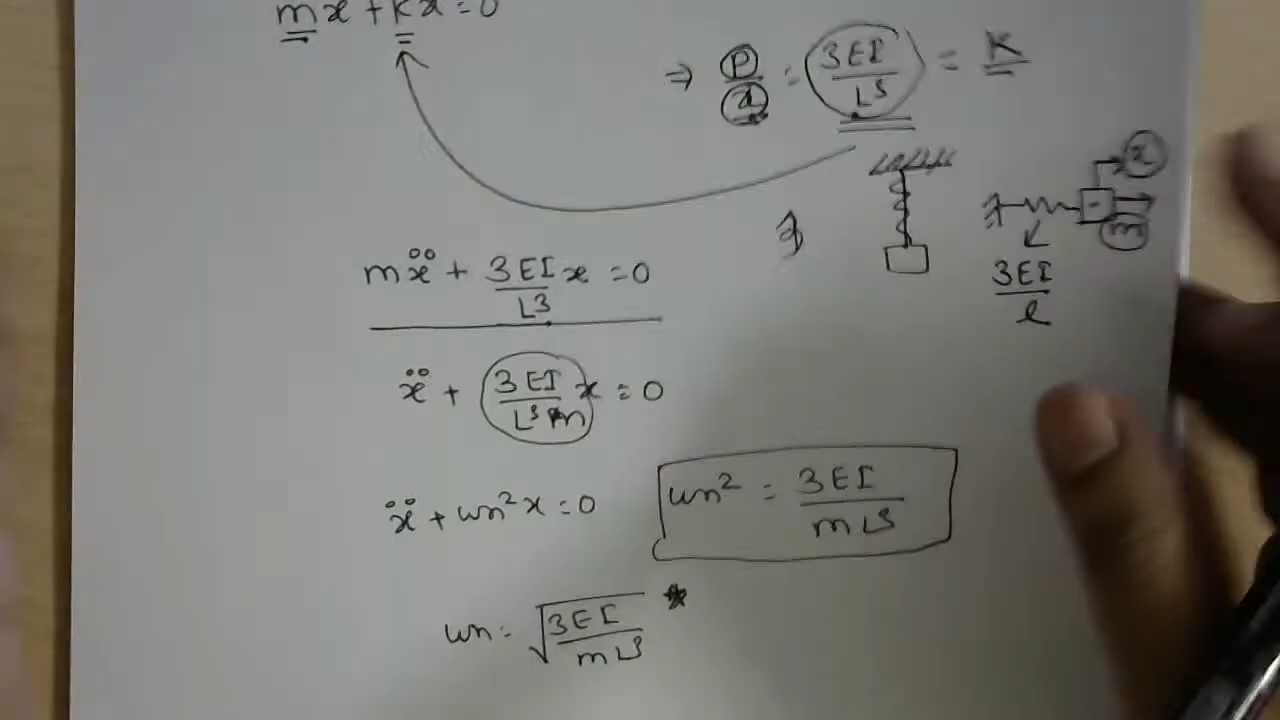 mẍ + kx = 0
⇒ P/x = 3EI/L³ = K
x
m
3EI/l
mẍ + 3EI/L³ x = 0
ẍ + 3EI/L³m x = 0
ẍ + ωn²x = 0
ωn² = 3EI/mL³
ωn = √3EI/mL³ *